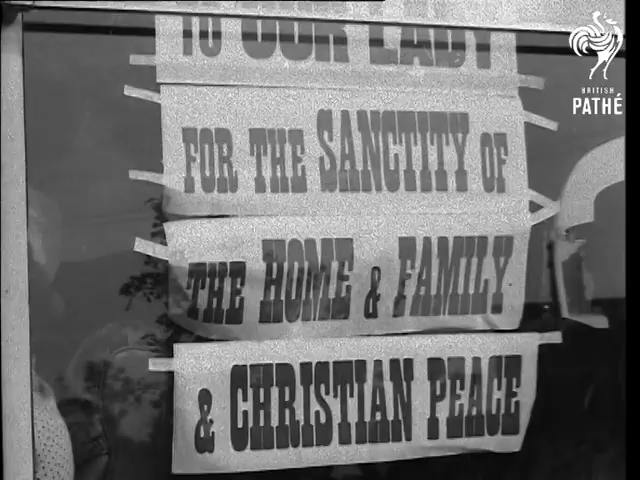 TO OUR LADY
FOR THE SANCTITY OF
THE HOME & FAMILY
& CHRISTIAN PEACE
BRITISH
PATHÉ